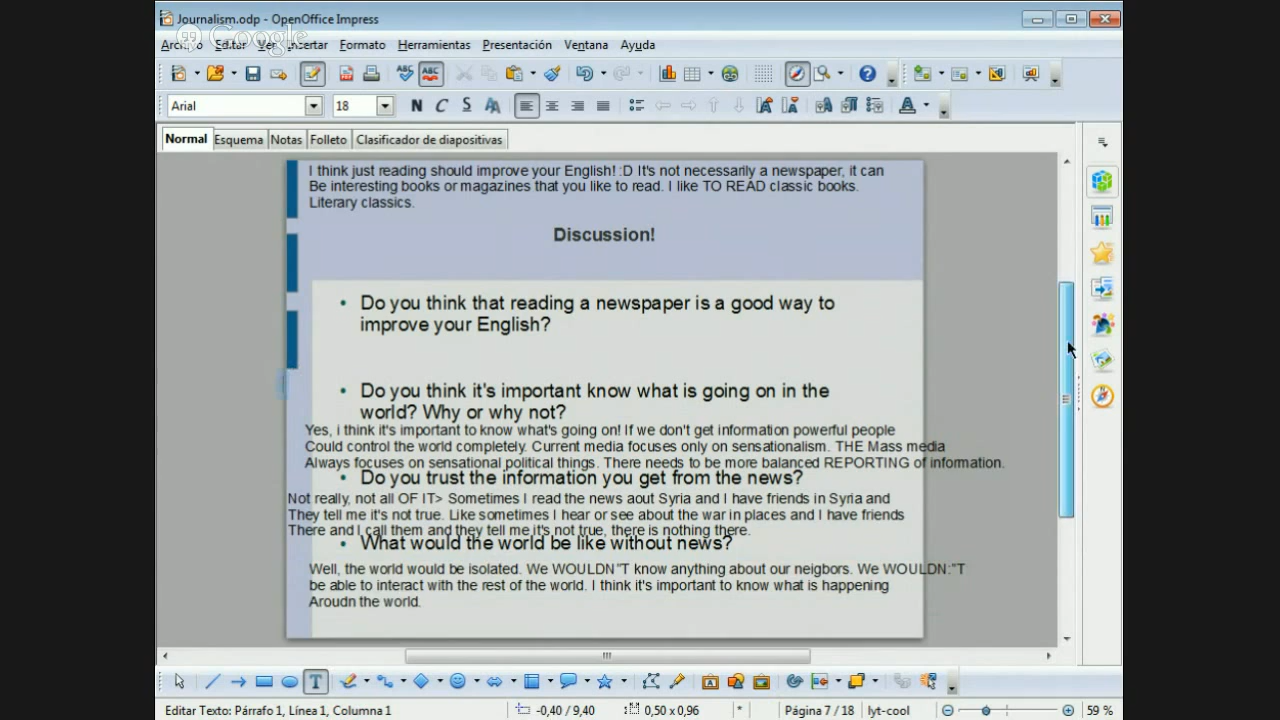 Journalism.odp - OpenOffice Impress
Google
Archivo Editar Ver Insertar Formato Herramientas Presentación Ventana Ayuda
Arial 18 N C S A
Normal Esquema Notas Folleto Clasificador de diapositivas
I think just reading should improve your English! :D It's not necessarily a newspaper, it can
Be interesting books or magazines that you like to read. I like TO READ classic books.
Literary classics.
Discussion!
• Do you think that reading a newspaper is a good way to
improve your English?
• Do you think it's important know what is going on in the
world? Why or why not?
Yes, i think it's important to know what's going on! If we don't get information powerful people
Could control the world completely. Current media focuses only on sensationalism. THE Mass media
Always focuses on sensational political things. There needs to be more balanced REPORTING of information.
• Do you trust the information you get from the news?
Not really, not all OF IT> Sometimes I read the news aout Syria and I have friends in Syria and
They tell me it's not true. Like sometimes I hear or see about the war in places and I have friends
There and I call them and they tell me it's not true, there is nothing there.
• What would the world be like without news?
Well, the world would be isolated. We WOULDN"T know anything about our neigbors. We WOULDN:"T
be able to interact with the rest of the world. I think it's important to know what is happening
Aroudn the world.
Editar Texto: Párrafo 1, Línea 1, Columna 1 -0,40 / 9,40 0,50 x 0,96 * Página 7 / 18 lyt-cool 59 %